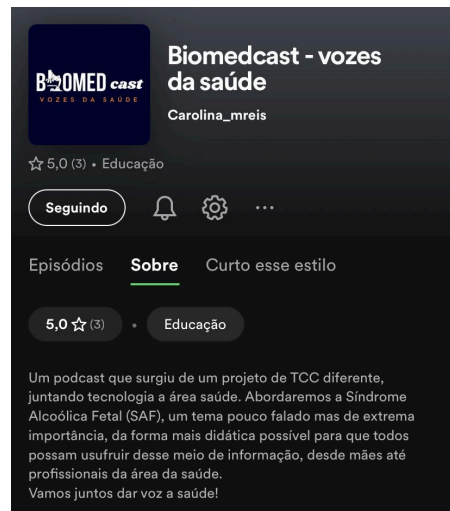 BIOMED cast
VOZES DA SAÚDE
Biomedcast - vozes
da saúde
Carolina_mreis
5,0 (3) • Educação
Seguindo
Episódios Sobre Curto esse estilo
5,0 (3) • Educação
Um podcast que surgiu de um projeto de TCC diferente,
juntando tecnologia a área saúde. Abordaremos a Síndrome
Alcoólica Fetal (SAF), um tema pouco falado mas de extrema
importância, da forma mais didática possível para que todos
possam usufruir desse meio de informação, desde mães até
profissionais da área da saúde.
Vamos juntos dar voz a saúde!